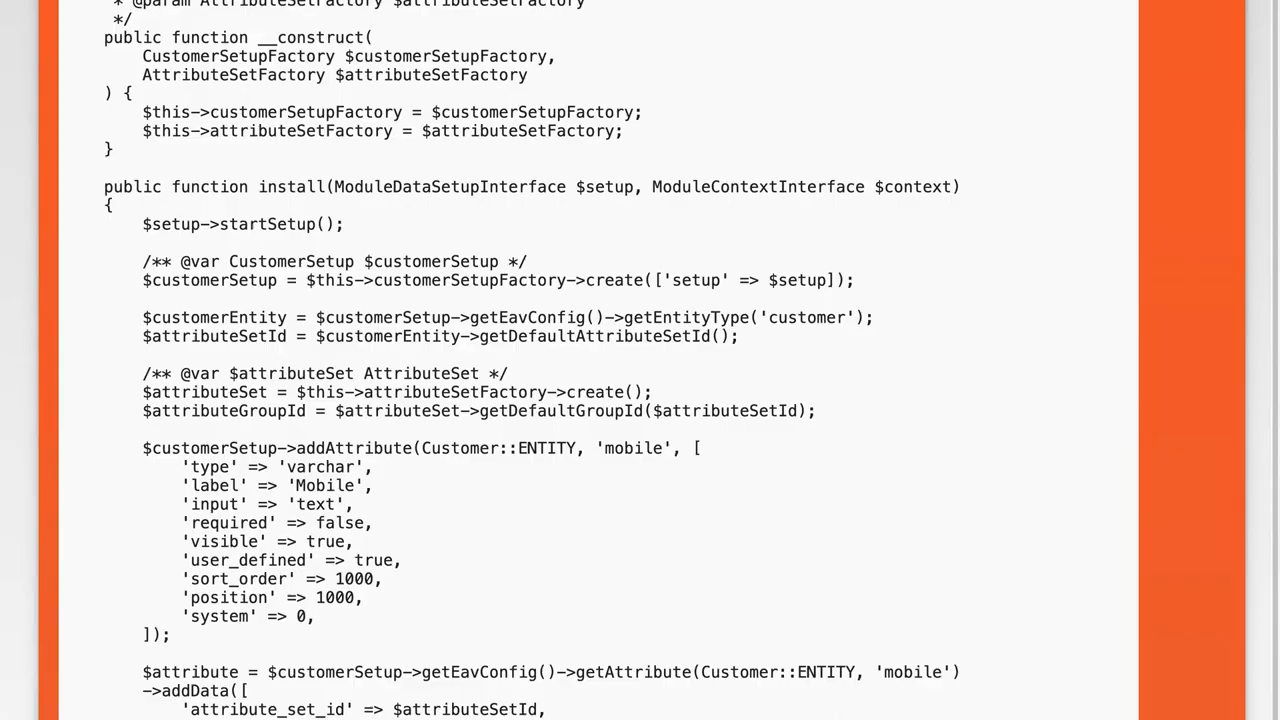 * @param AttributeSetFactory $attributeSetFactory
*/
public function __construct(
CustomerSetupFactory $customerSetupFactory,
AttributeSetFactory $attributeSetFactory
) {
$this->customerSetupFactory = $customerSetupFactory;
$this->attributeSetFactory = $attributeSetFactory;
}
public function install(ModuleDataSetupInterface $setup, ModuleContextInterface $context)
{
$setup->startSetup();
/** @var CustomerSetup $customerSetup */
$customerSetup = $this->customerSetupFactory->create(['setup' => $setup]);
$customerEntity = $customerSetup->getEavConfig()->getEntityType('customer');
$attributeSetId = $customerEntity->getDefaultAttributeSetId();
/** @var $attributeSet AttributeSet */
$attributeSet = $this->attributeSetFactory->create();
$attributeGroupId = $attributeSet->getDefaultGroupId($attributeSetId);
$customerSetup->addAttribute(Customer::ENTITY, 'mobile', [
'type' => 'varchar',
'label' => 'Mobile',
'input' => 'text',
'required' => false,
'visible' => true,
'user_defined' => true,
'sort_order' => 1000,
'position' => 1000,
'system' => 0,
]);
$attribute = $customerSetup->getEavConfig()->getAttribute(Customer::ENTITY, 'mobile')
->addData([
'attribute_set_id' => $attributeSetId,